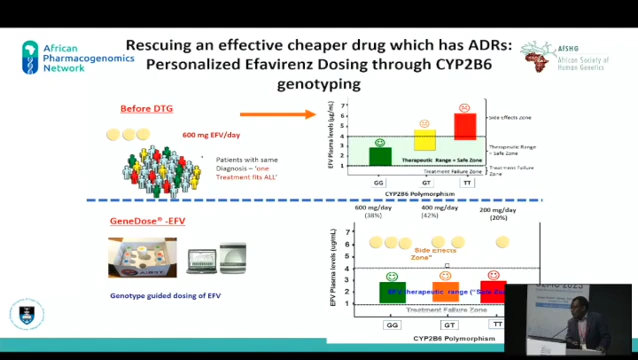 African
Pharmacogenomics
Network
Rescuing an effective cheaper drug which has ADRs:
Personalized Efavirenz Dosing through CYP2B6
genotyping
AfSHG
African Society of
Human Genetics
Before DTG
600 mg EFV/day
Patients with same
Diagnosis – 'one
Treatment fits ALL'
EFV Plasma levels (µg/mL)
7
6
5
4
3
2
1
Side Effects Zone
Therapeutic Range
= Safe Zone
Treatment Failure
Zone
Therapeutic Range = Safe Zone
Treatment Failure Zone
GG
GT
TT
CYP2B6 Polymorphism
GeneDose® -EFV
Genotype guided dosing of EFV
600 mg/day
(38%)
400 mg/day
(42%)
200 mg/day
(20%)
EFV Plasma levels (ug/mL)
7
6
5
4
3
2
1
Side Effects
Zone"
Treatment Failure Zone
GG
GT
TT
CYP2B6 Polymorphism
2023